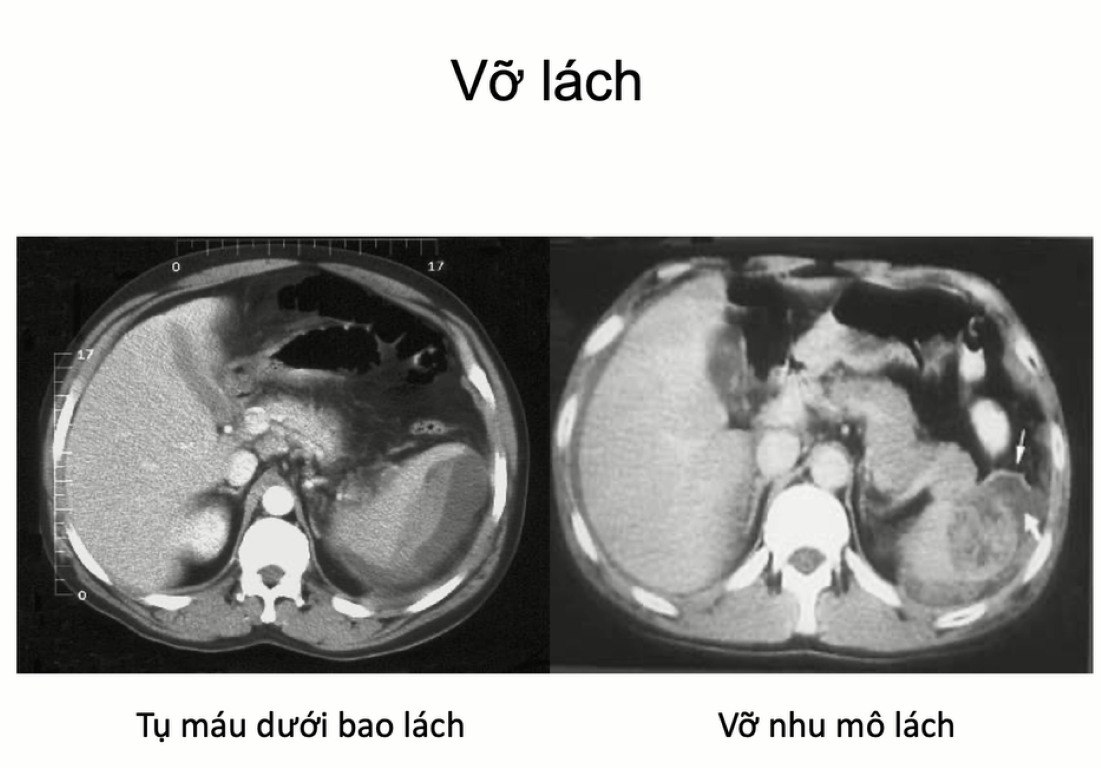 Vỡ lách
0 17
17
0
Tụ máu dưới bao lách
Vỡ nhu mô lách